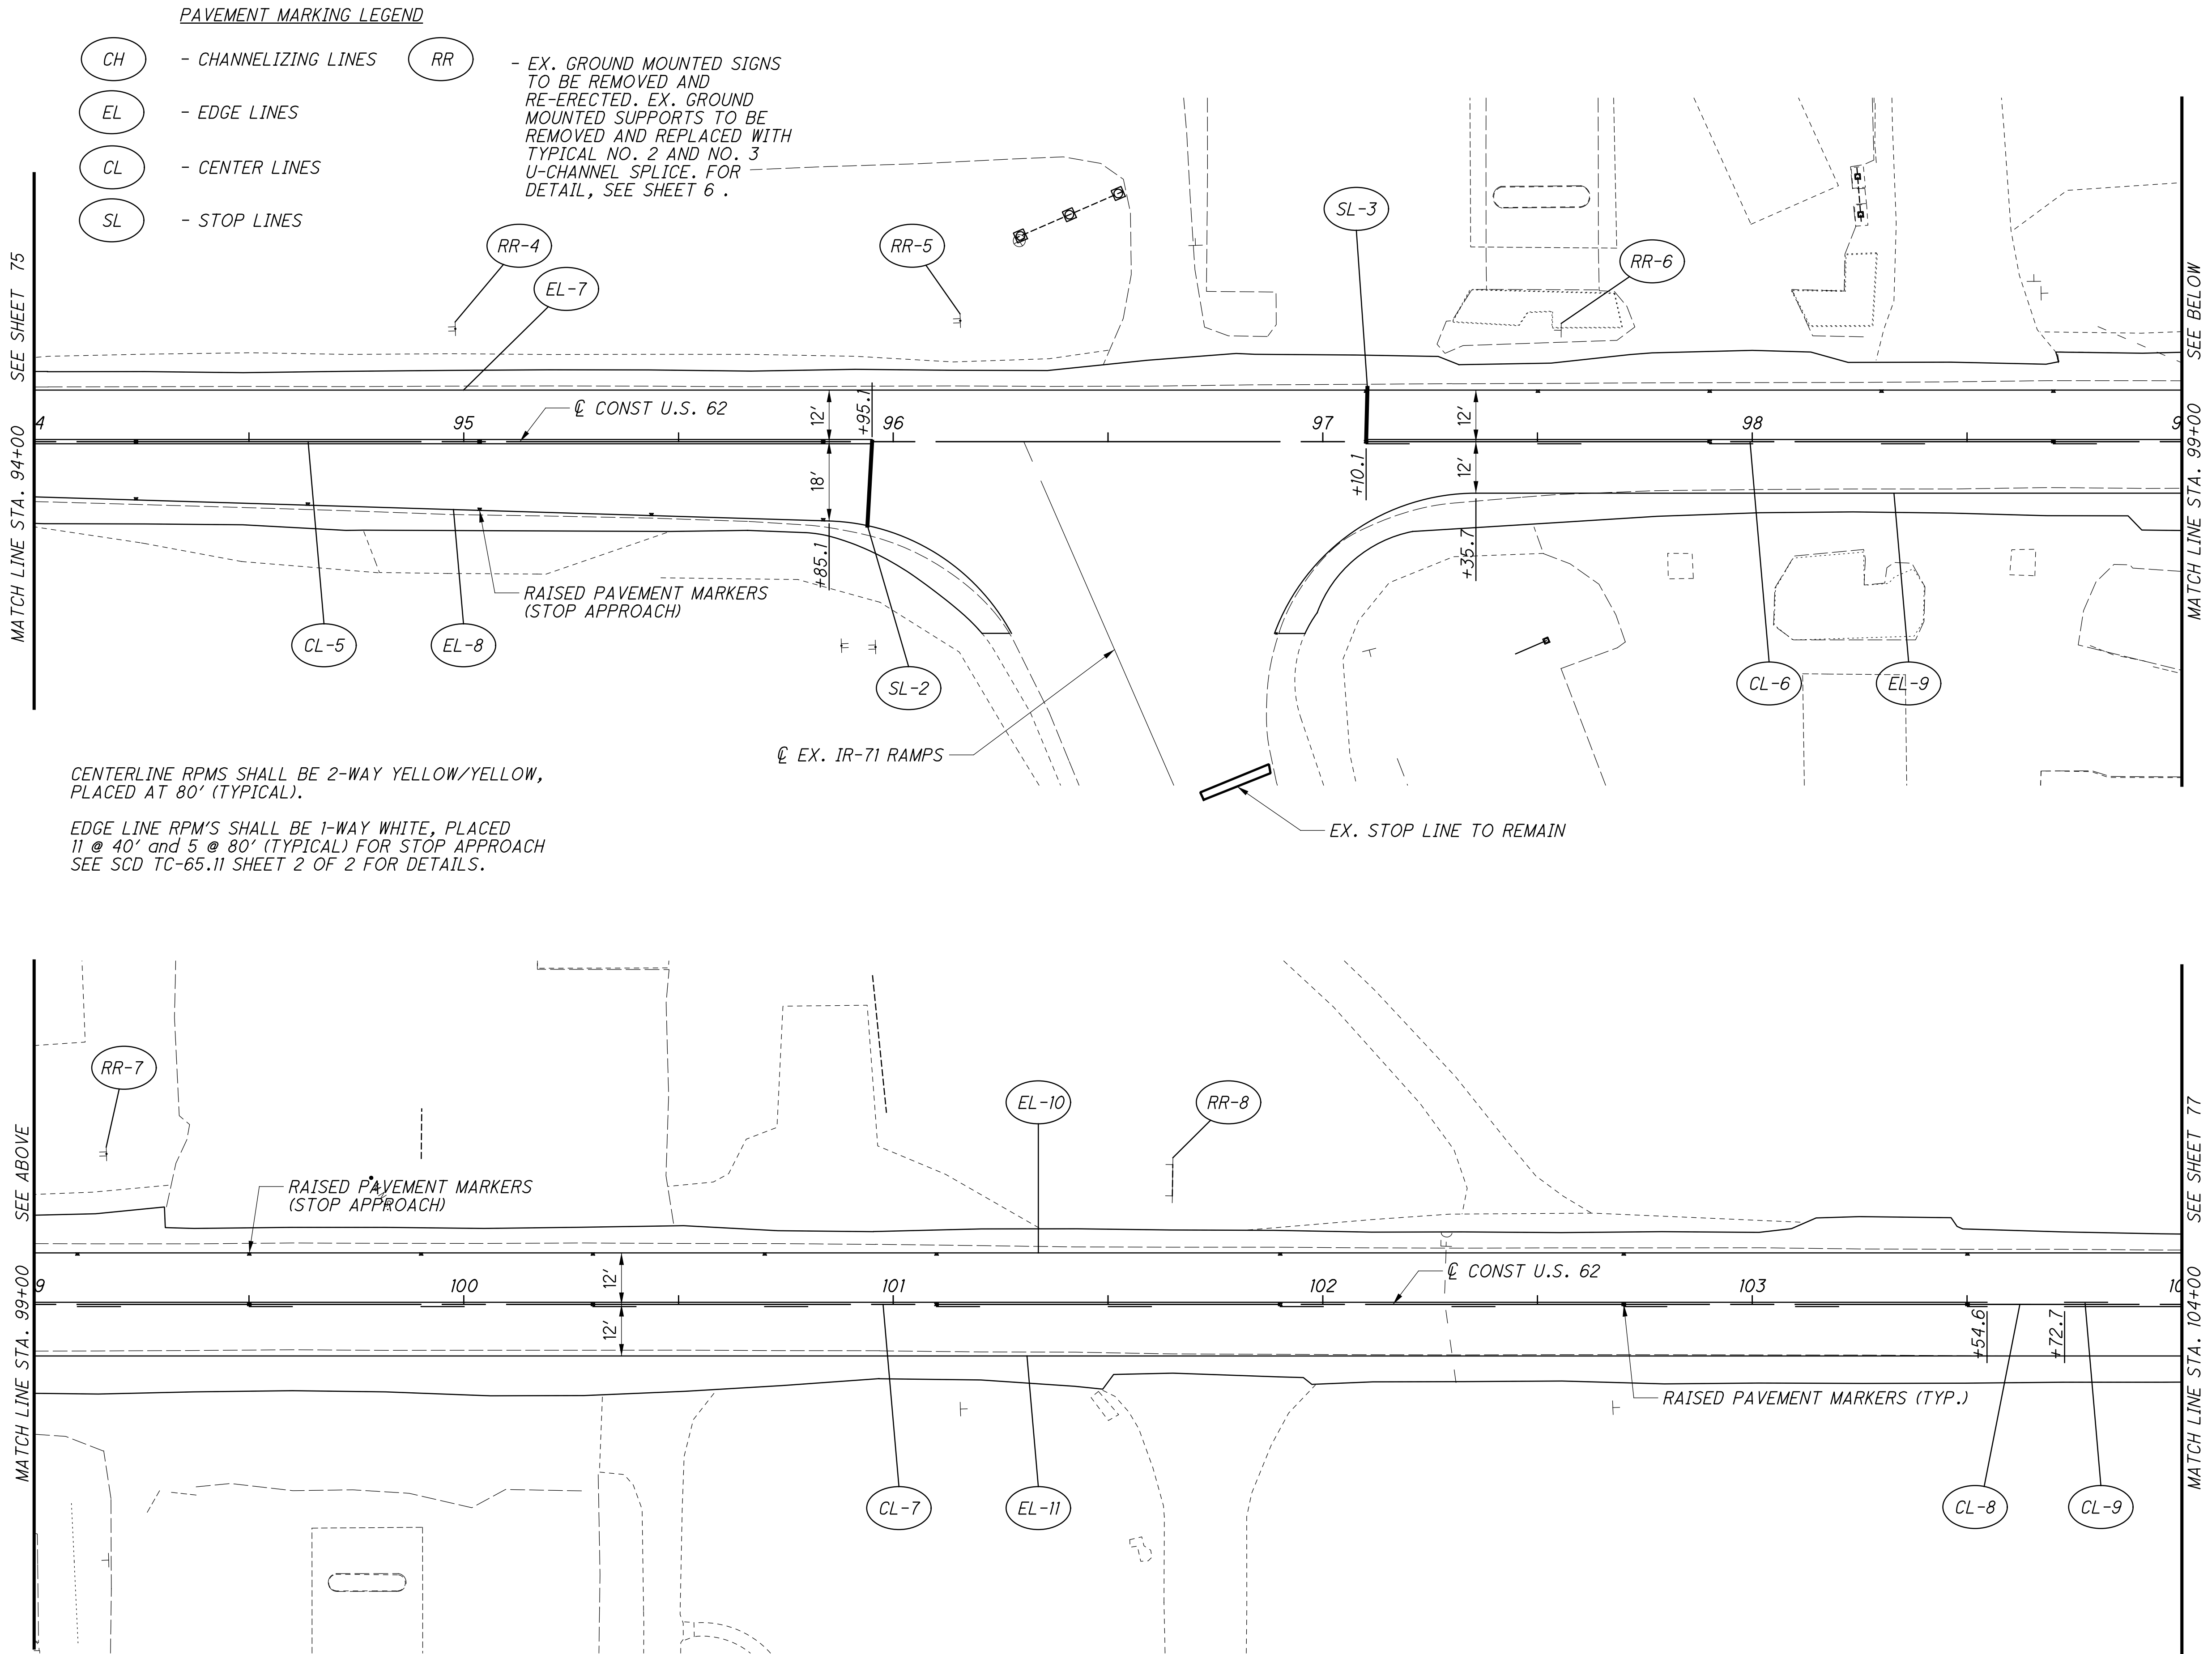 PAVEMENT MARKING LEGEND
CH - CHANNELIZING LINES
EL - EDGE LINES
CL - CENTER LINES
SL - STOP LINES
RR - EX. GROUND MOUNTED SIGNS
TO BE REMOVED AND
RE-ERECTED. EX. GROUND
MOUNTED SUPPORTS TO BE
REMOVED AND REPLACED WITH
TYPICAL NO. 2 AND NO. 3
U-CHANNEL SPLICE. FOR
DETAIL, SEE SHEET 6 .
SEE SHEET 75
MATCH LINE STA. 94+00
RR-4
EL-7
RR-5
SL-3
RR-6
SEE BELOW
MATCH LINE STA. 99+00
4
95
℄ CONST U.S. 62
12'
+95.1
96
97
12'
98
9
18'
+85.1
+10.1
12'
+35.7
RAISED PAVEMENT MARKERS
(STOP APPROACH)
CL-5
EL-8
SL-2
CL-6
EL-9
℄ EX. IR-71 RAMPS
EX. STOP LINE TO REMAIN
CENTERLINE RPMS SHALL BE 2-WAY YELLOW/YELLOW,
PLACED AT 80' (TYPICAL).
EDGE LINE RPM'S SHALL BE 1-WAY WHITE, PLACED
11 @ 40' and 5 @ 80' (TYPICAL) FOR STOP APPROACH
SEE SCD TC-65.11 SHEET 2 OF 2 FOR DETAILS.
SEE ABOVE
MATCH LINE STA. 99+00
RR-7
EL-10
RR-8
SEE SHEET 77
MATCH LINE STA. 104+00
RAISED PAVEMENT MARKERS
(STOP APPROACH)
9
100
12'
101
102
℄ CONST U.S. 62
103
10
12'
+54.6
+72.7
RAISED PAVEMENT MARKERS (TYP.)
CL-7
EL-11
CL-8
CL-9